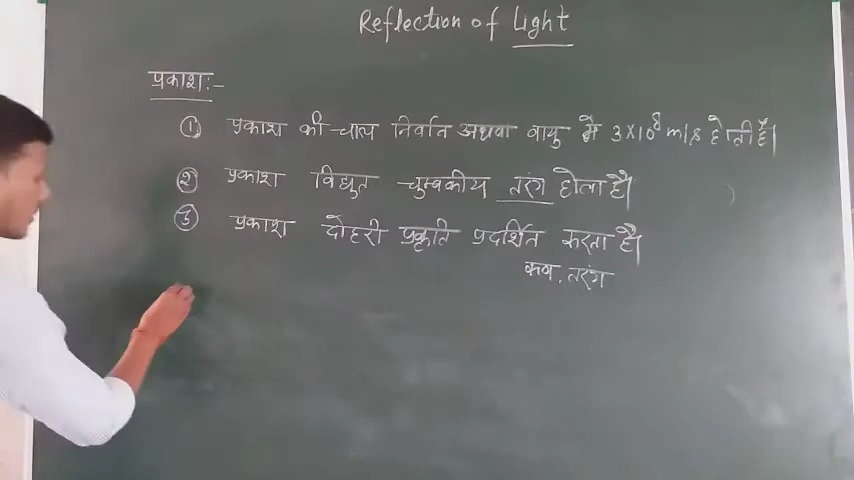 Reflection of Light
प्रकाश:-
① प्रकाश की चाल निर्वात अथवा वायु में 3×10⁸ m/s होती है।
② प्रकाश विद्युत चुम्बकीय तरंग होता है।
③ प्रकाश दोहरी प्रकृति प्रदर्शित करता है।
कण, तरंग